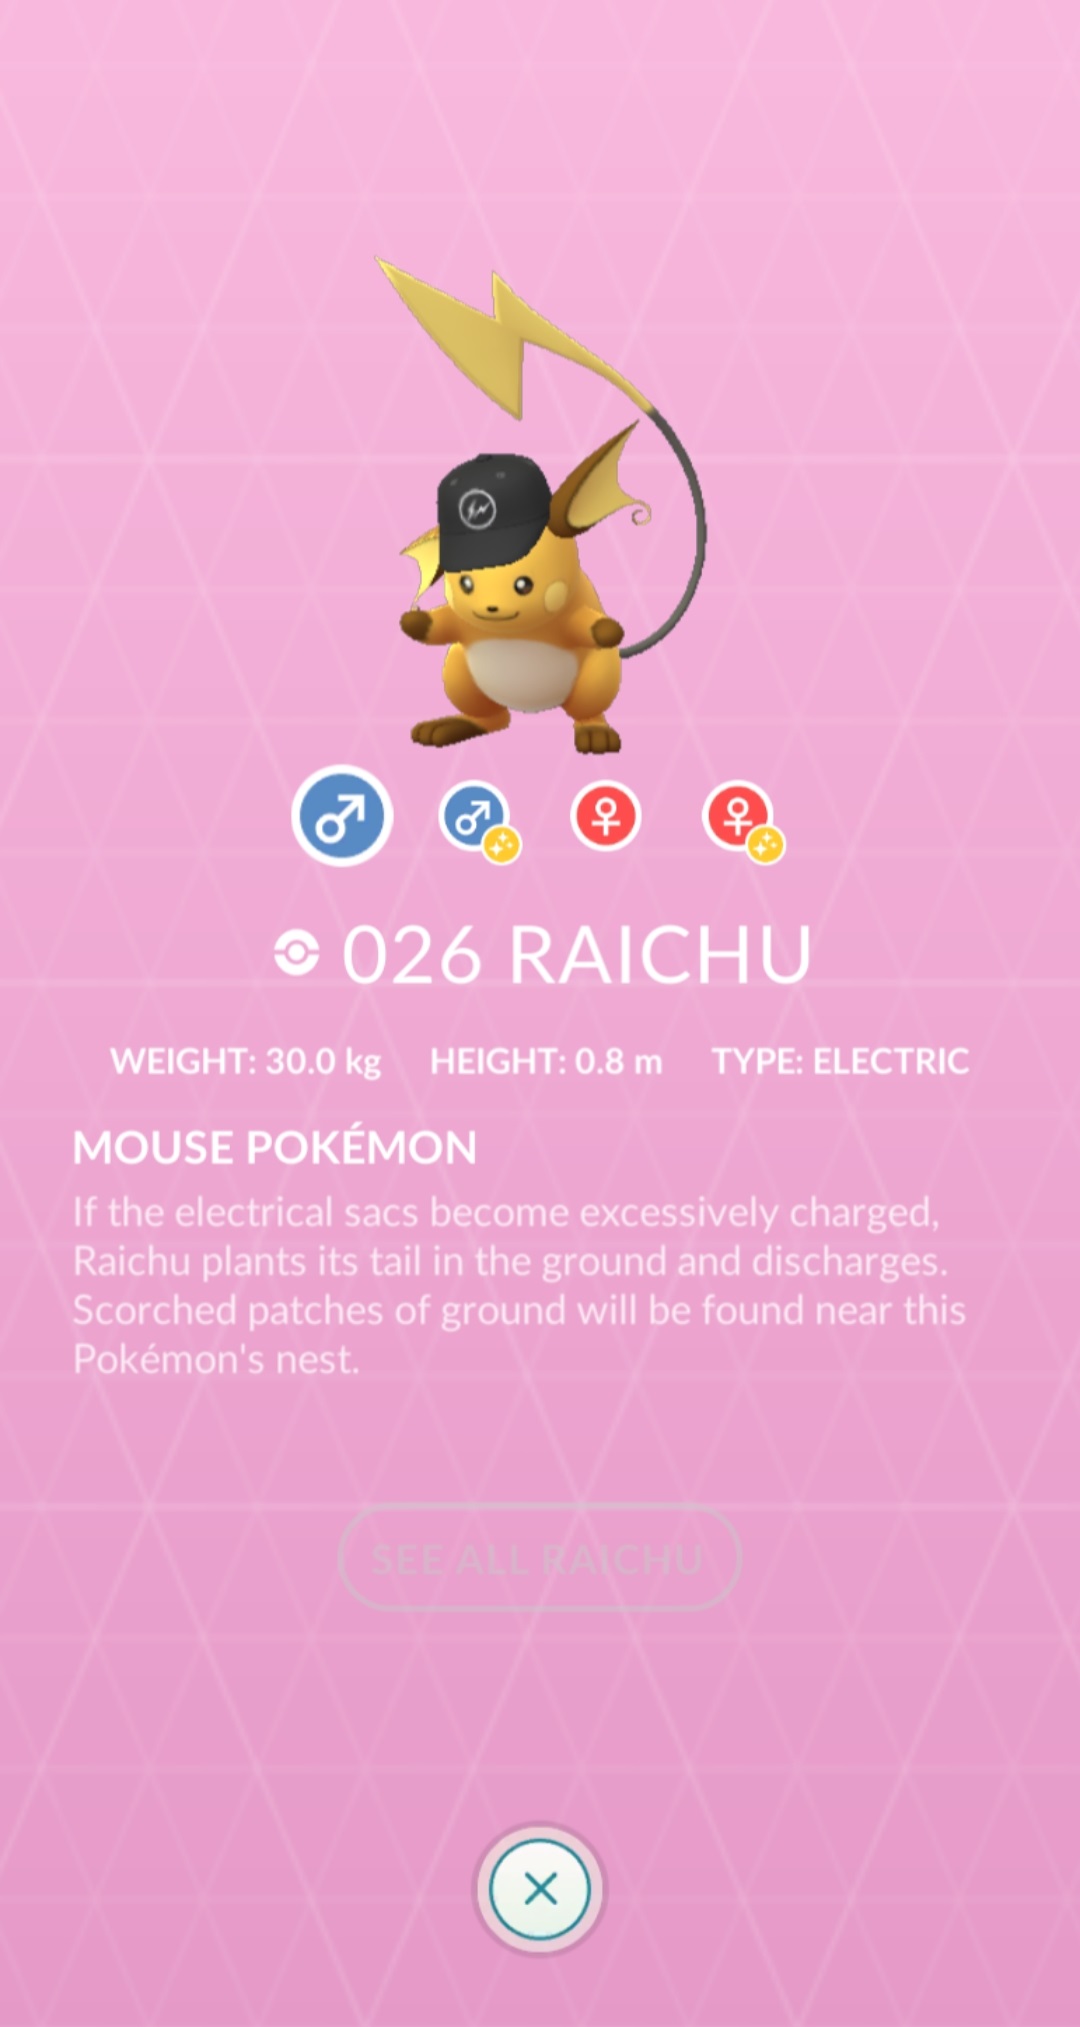 026 RAICHU
WEIGHT: 30.0 kg HEIGHT: 0.8 m TYPE: ELECTRIC
MOUSE POKÉMON
If the electrical sacs become excessively charged,
Raichu plants its tail in the ground and discharges.
Scorched patches of ground will be found near this
Pokémon's nest.
SEE ALL RAICHU